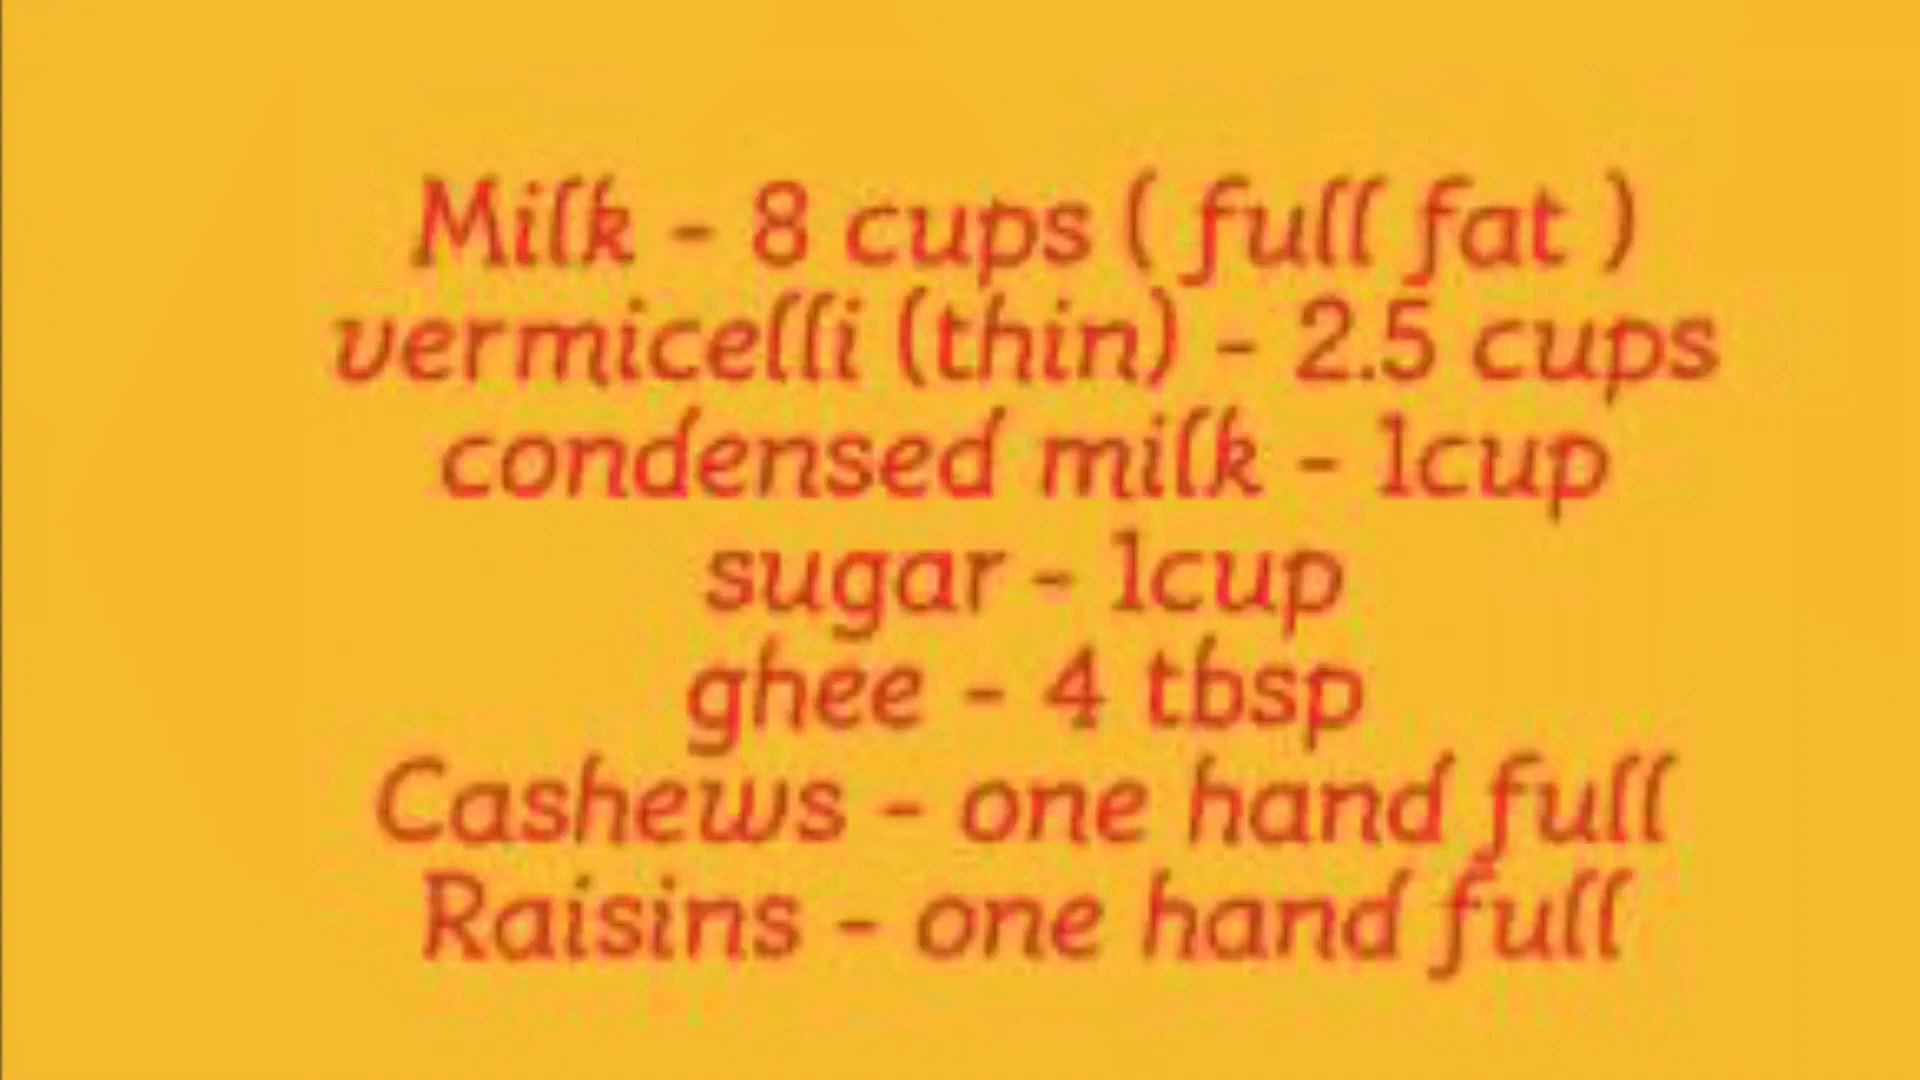 Milk - 8 cups ( full fat )
vermicelli (thin) - 2.5 cups
condensed milk - 1cup
sugar - 1cup
ghee - 4 tbsp
Cashews - one hand full
Raisins - one hand full